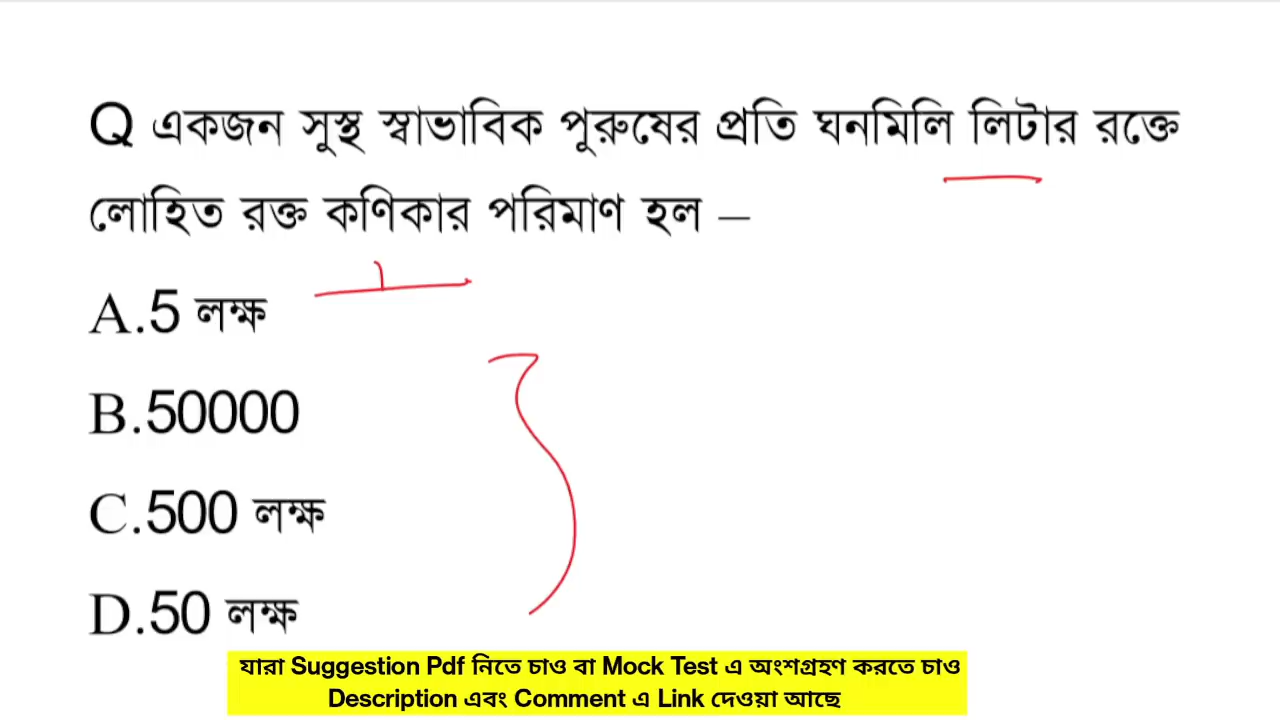 Q একজন সুস্থ স্বাভাবিক পুরুষের প্রতি ঘনমিলি লিটার রক্তে
লোহিত রক্ত কণিকার পরিমাণ হল –
A.5 লক্ষ
B.50000
C.500 লক্ষ
D.50 লক্ষ
যারা Suggestion Pdf নিতে চাও বা Mock Test এ অংশগ্রহণ করতে চাও
Description এবং Comment এ Link দেওয়া আছে